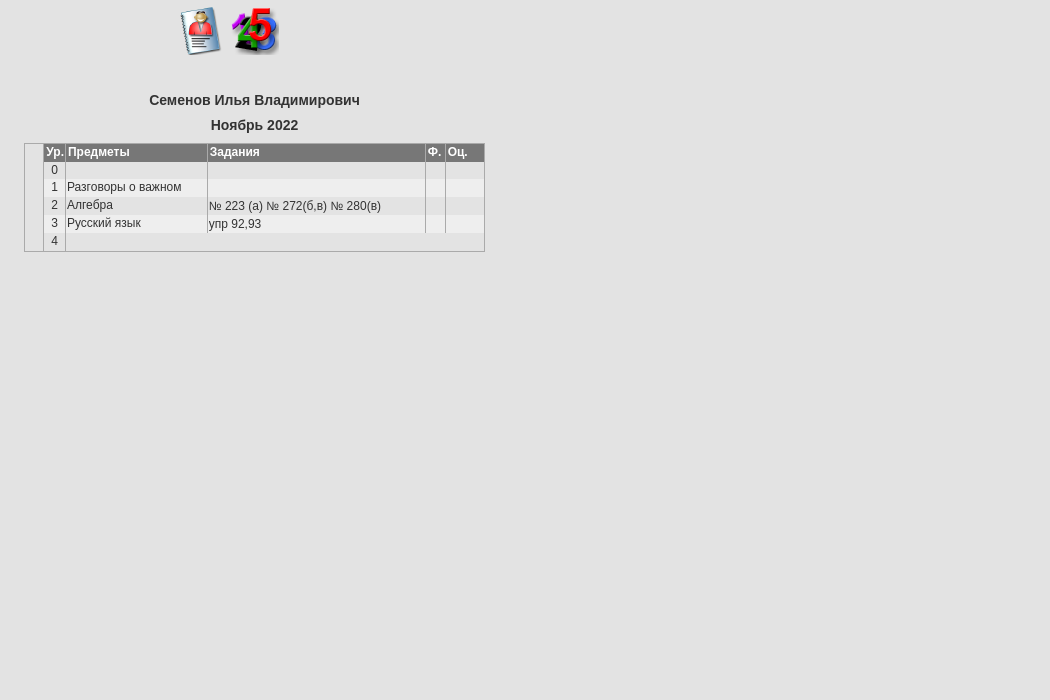 Семенов Илья Владимирович
Ноябрь 2022
Ур. Предметы Задания Ф. Оц.
0
1 Разговоры о важном
2 Алгебра № 223 (а) № 272(б,в) № 280(в)
3 Русский язык упр 92,93
4